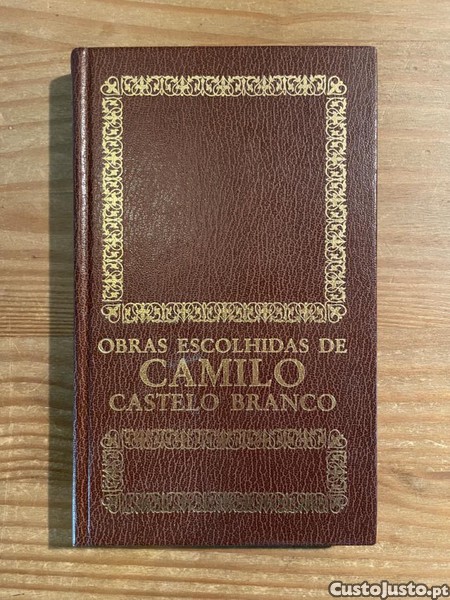 OBRAS ESCOLHIDAS DE
CAMILO
CASTELO BRANCO
CustoJusto.pt